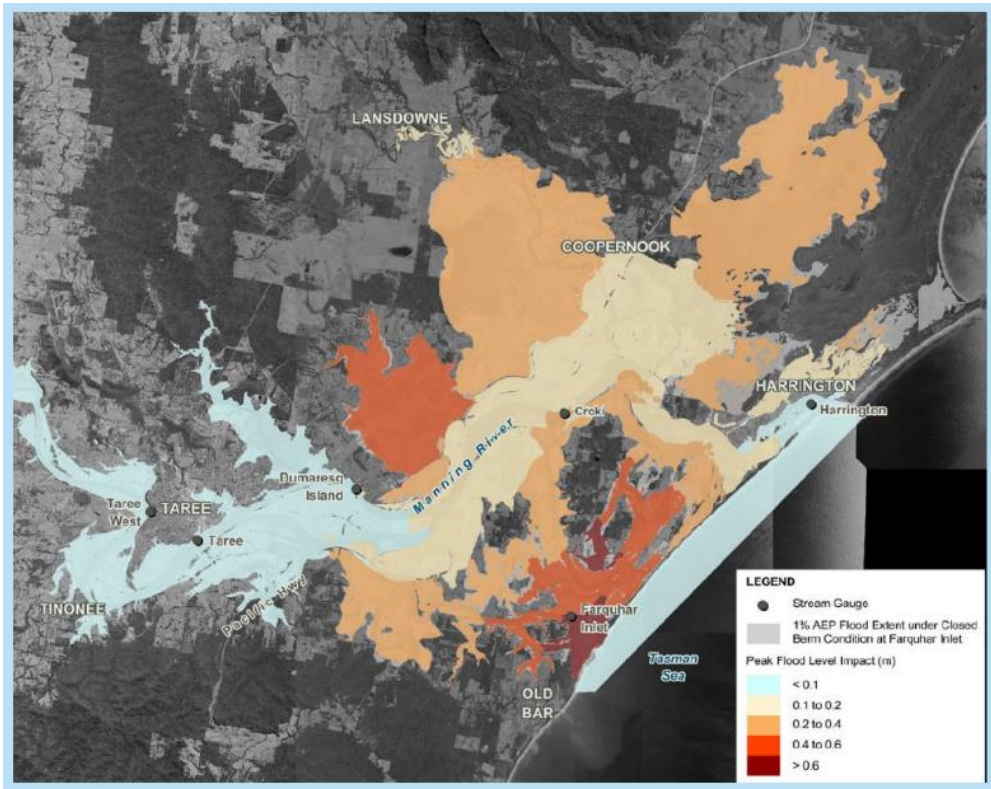 LANSDOWNE
COOPERNOOK
HARRINGTON
Harrington
Croki
Manning River
Dumaresq
Island
Taree
West
TAREE
Taree
TINONEE
Pacific Hwy
Farquhar
Inlet
OLD
BAR
Tasman
Sea
LEGEND
Stream Gauge
1% AEP Flood Extent under Closed
Berm Condition at Farquhar Inlet
Peak Flood Level Impact (m)
< 0.1
0.1 to 0.2
0.2 to 0.4
0.4 to 0.6
> 0.6